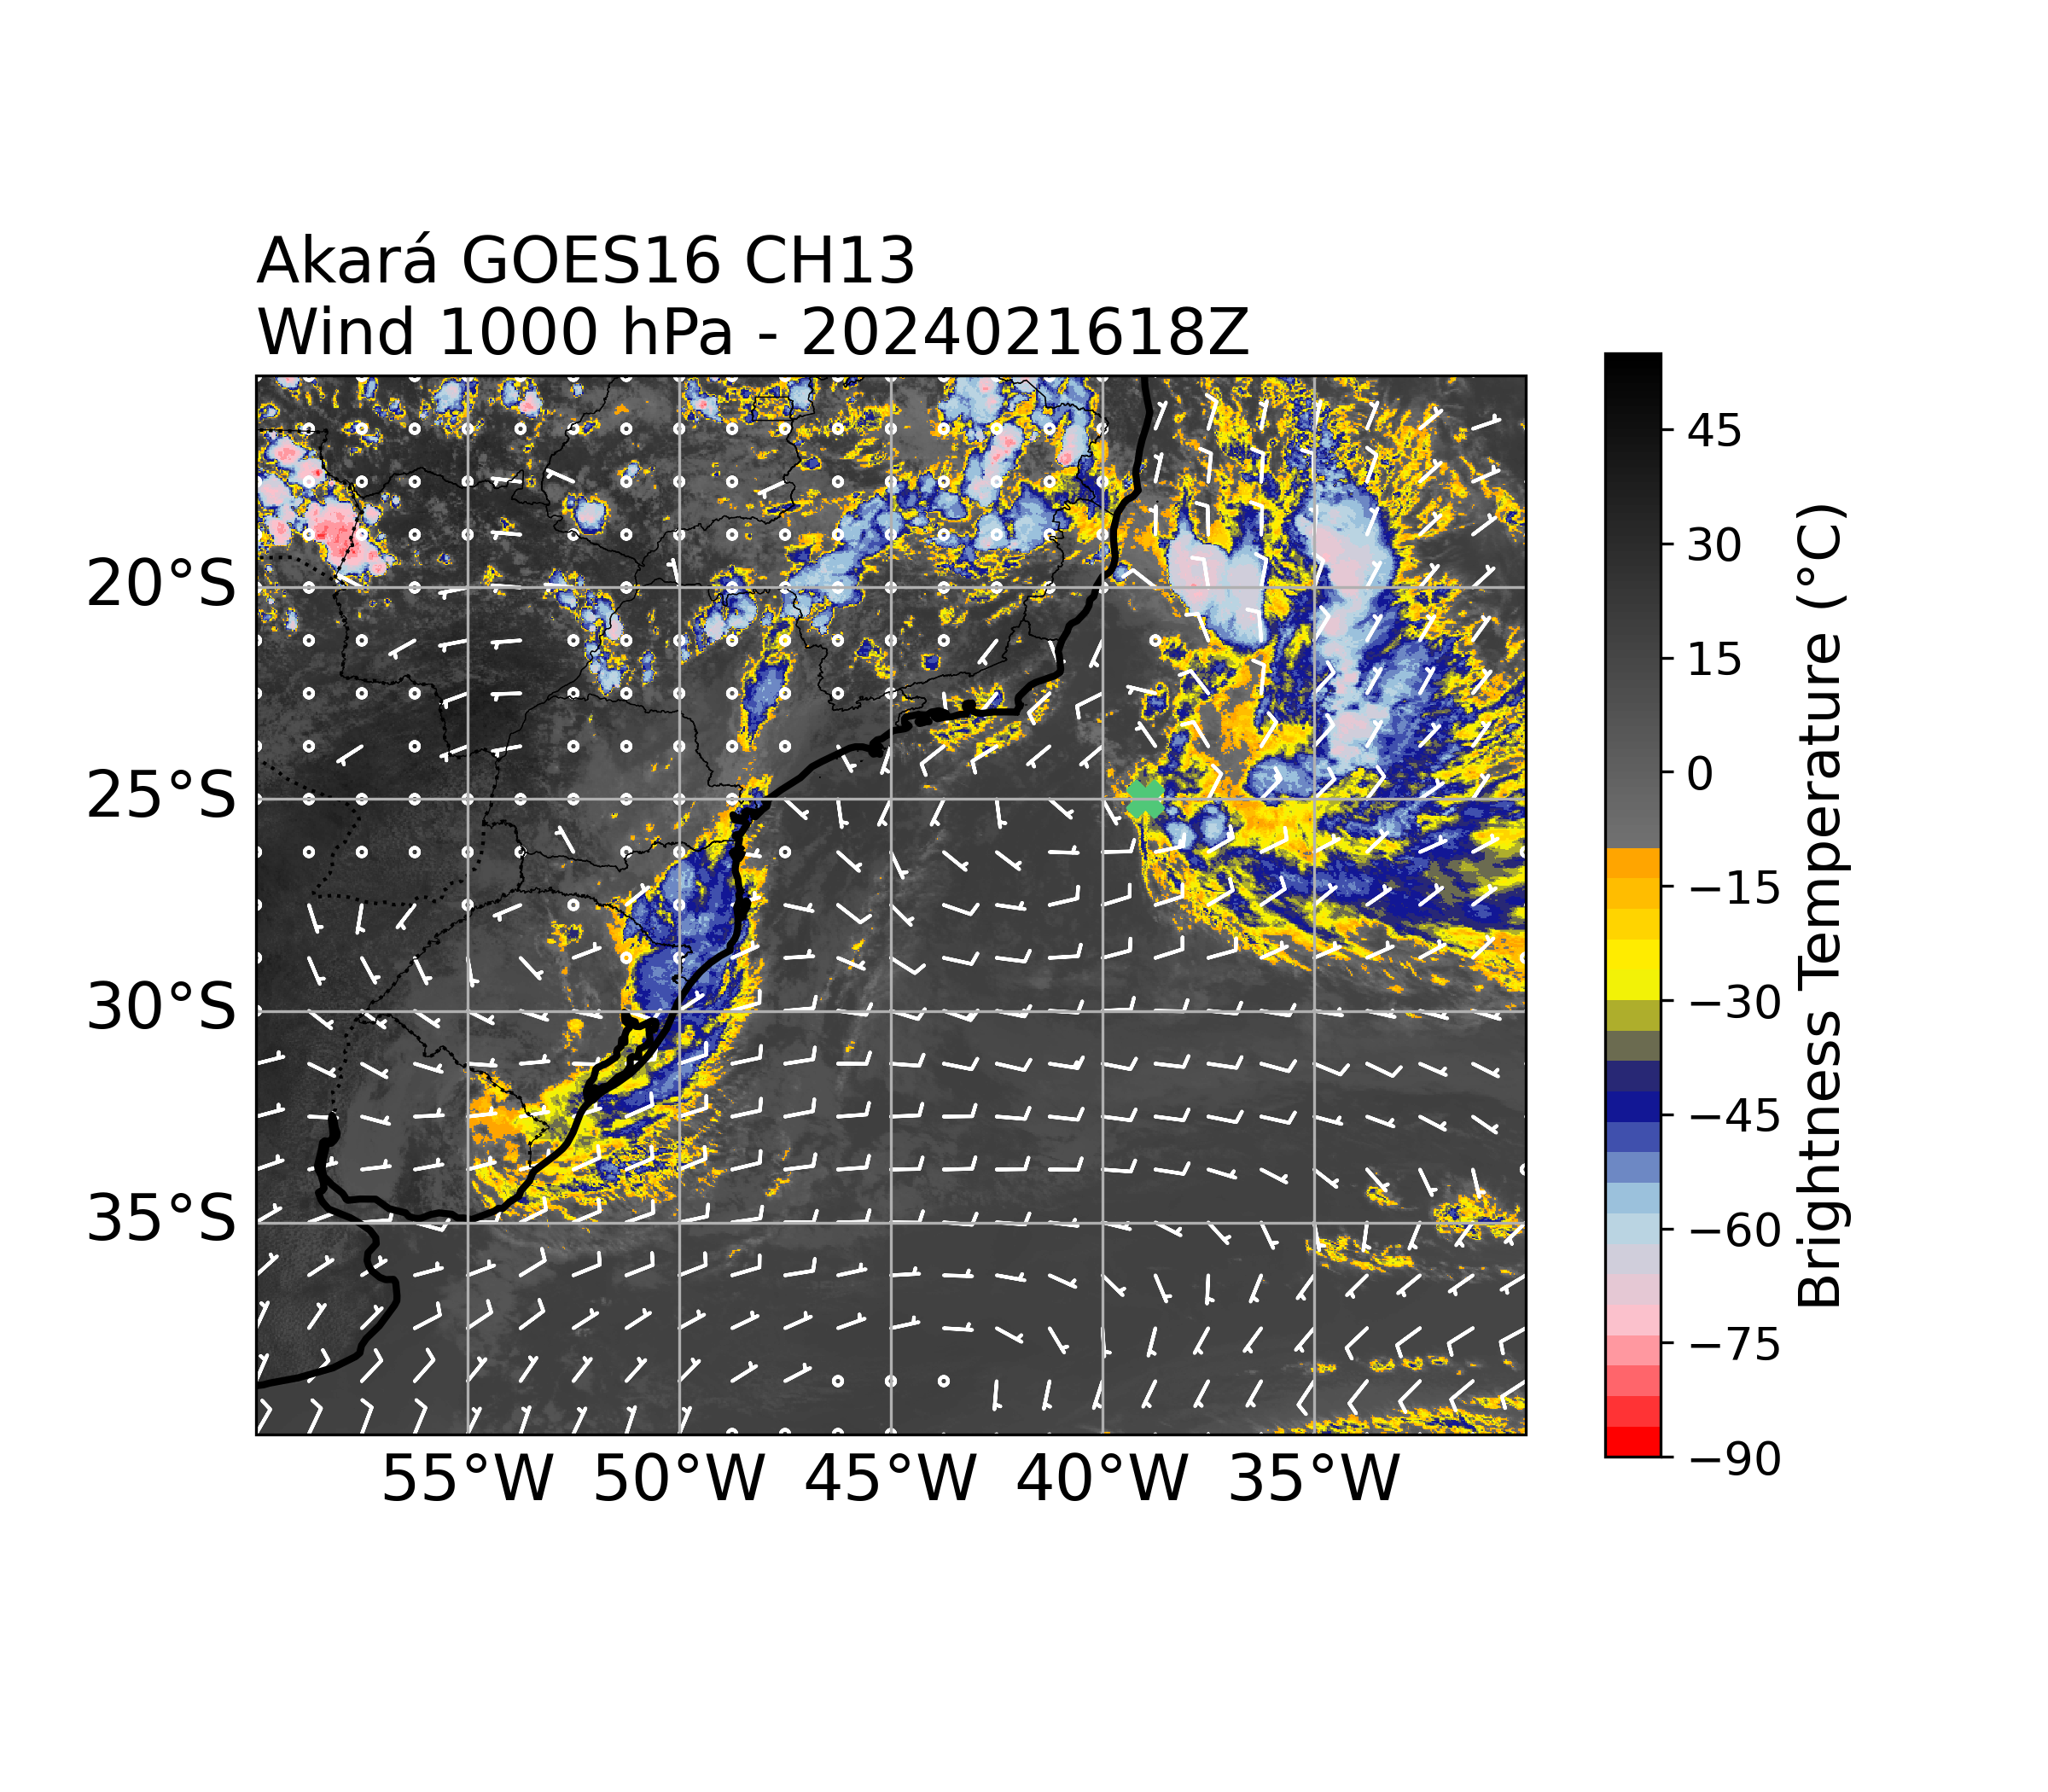 Akará GOES16 CH13
Wind 1000 hPa - 2024021618Z
20°S
25°S
30°S
35°S
55°W 50°W 45°W 40°W 35°W
45
30
15
0
−15
−30
−45
−60
−75
−90
Brightness Temperature (°C)